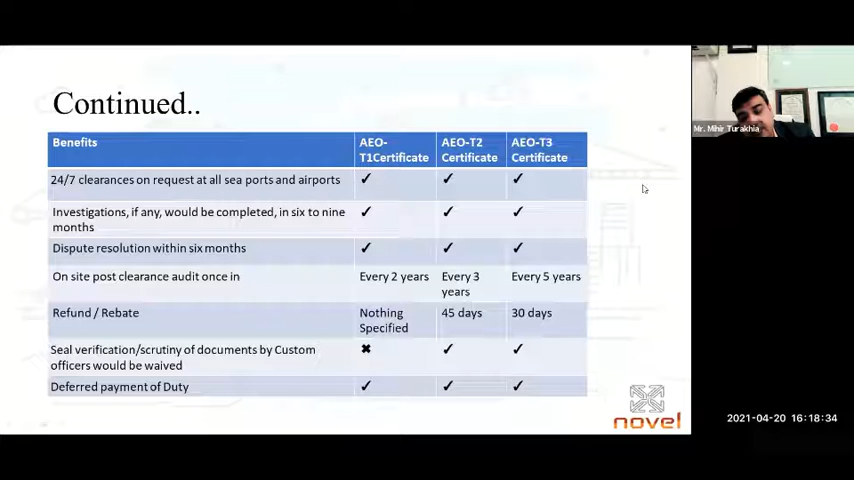 Continued..
Benefits
AEO-
T1Certificate
AEO-T2
Certificate
AEO-T3
Certificate
24/7 clearances on request at all sea ports and airports
✓ ✓ ✓
Investigations, if any, would be completed, in six to nine
months
✓ ✓ ✓
Dispute resolution within six months
✓ ✓ ✓
On site post clearance audit once in
Every 2 years
Every 3
years
Every 5 years
Refund / Rebate
Nothing
Specified
45 days
30 days
Seal verification/scrutiny of documents by Custom
officers would be waived
✖ ✓ ✓
Deferred payment of Duty
✓ ✓ ✓
novel
Mr. Mihir Turakhia
2021-04-20 16:18:34